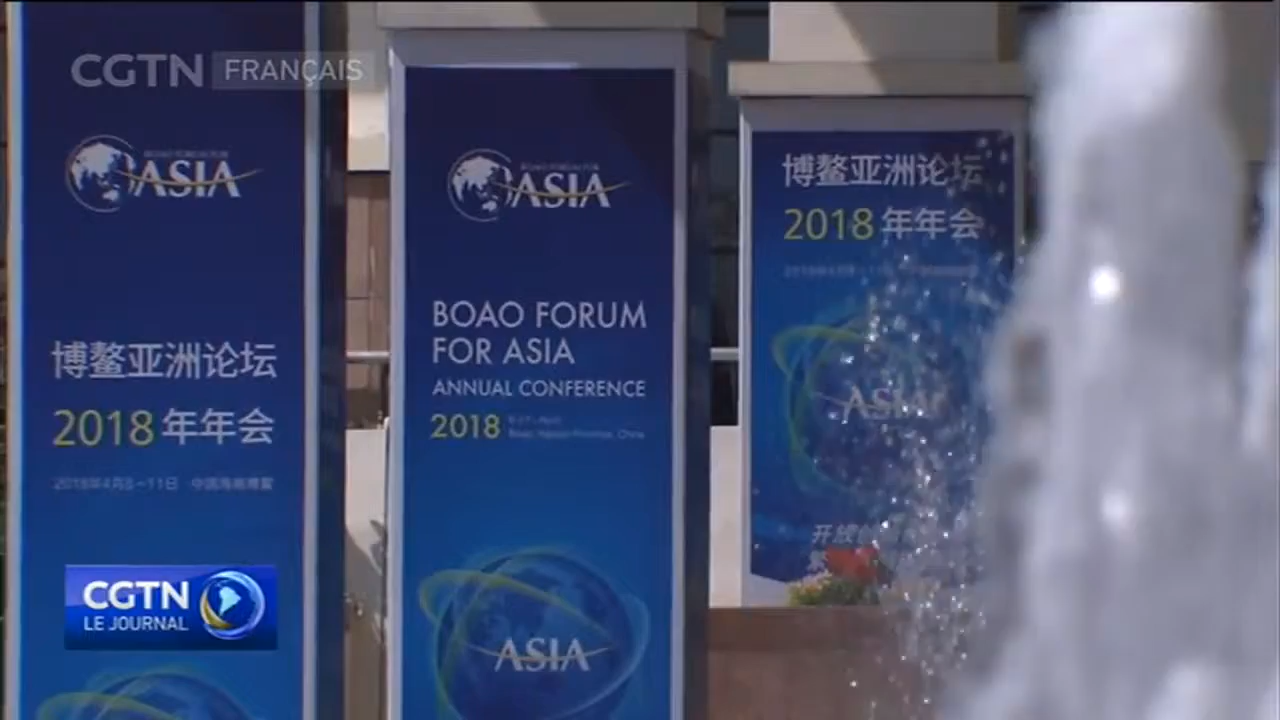 CGTN FRANÇAIS
ASIA
博鳌亚洲论坛
2018 年年会
2018年4月8-11日 中国海南博鳌
ASIA
BOAO FORUM
FOR ASIA
ANNUAL CONFERENCE
2018
ASIA
博鳌亚洲论坛
2018 年年会
ASIA
CGTN
LE JOURNAL